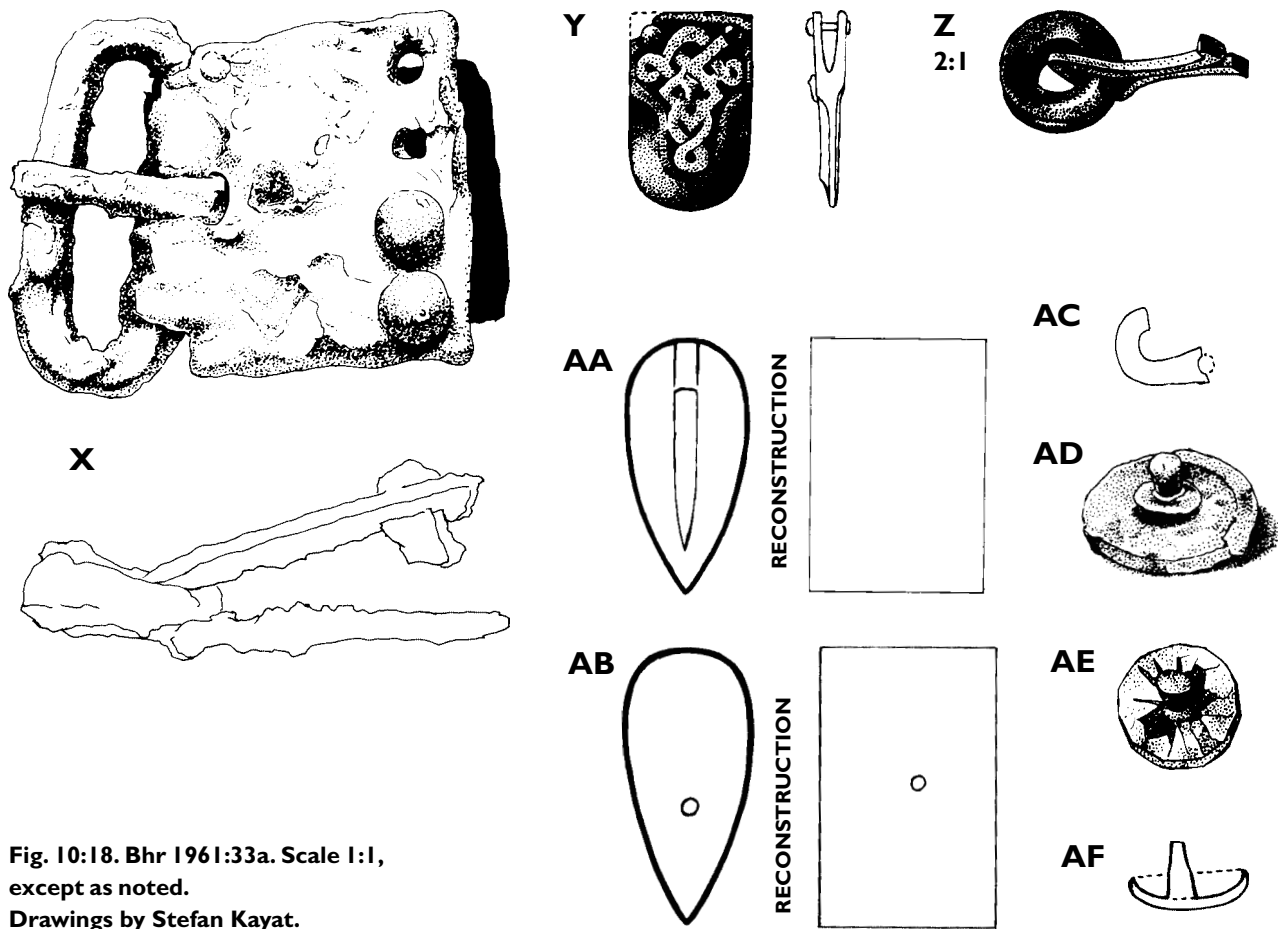 Y
Z
2:1
X
AA
RECONSTRUCTION
AC
AD
AB
RECONSTRUCTION
AE
AF
Fig. 10:18. Bhr 1961:33a. Scale 1:1,
except as noted.
Drawings by Stefan Kayat.